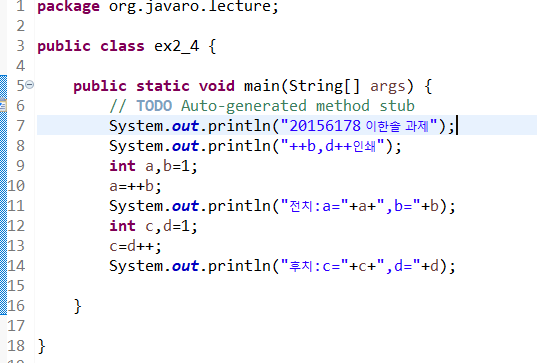 1 package org.javaro.lecture;
2
3 public class ex2_4 {
4
5 public static void main(String[] args) {
6 // TODO Auto-generated method stub
7 System.out.println("20156178 이한솔 과제");
8 System.out.println("++b,d++인쇄");
9 int a,b=1;
10 a=++b;
11 System.out.println("전치:a="+a+",b="+b);
12 int c,d=1;
13 c=d++;
14 System.out.println("후치:c="+c+",d="+d);
15
16 }
17
18 }